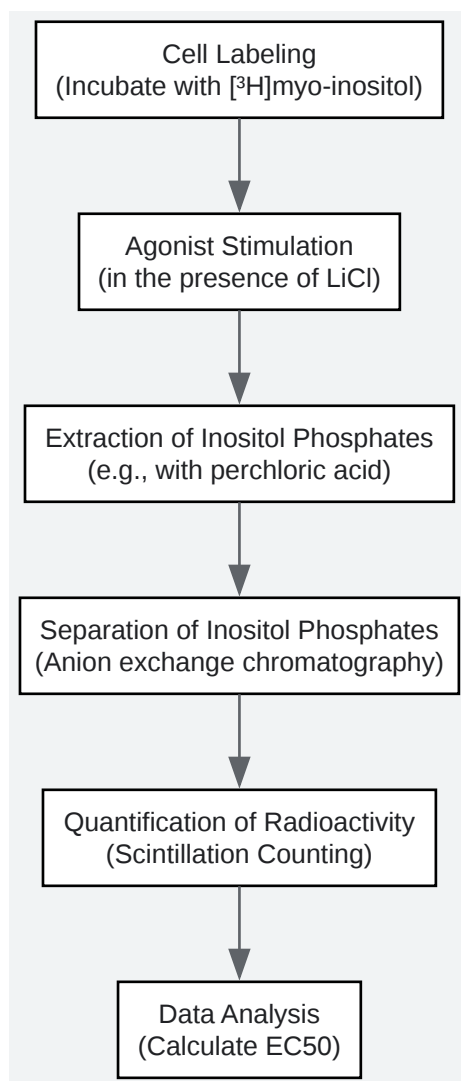 Cell Labeling
(Incubate with [³H]myo-inositol)
Agonist Stimulation
(in the presence of LiCl)
Extraction of Inositol Phosphates
(e.g., with perchloric acid)
Separation of Inositol Phosphates
(Anion exchange chromatography)
Quantification of Radioactivity
(Scintillation Counting)
Data Analysis
(Calculate EC50)